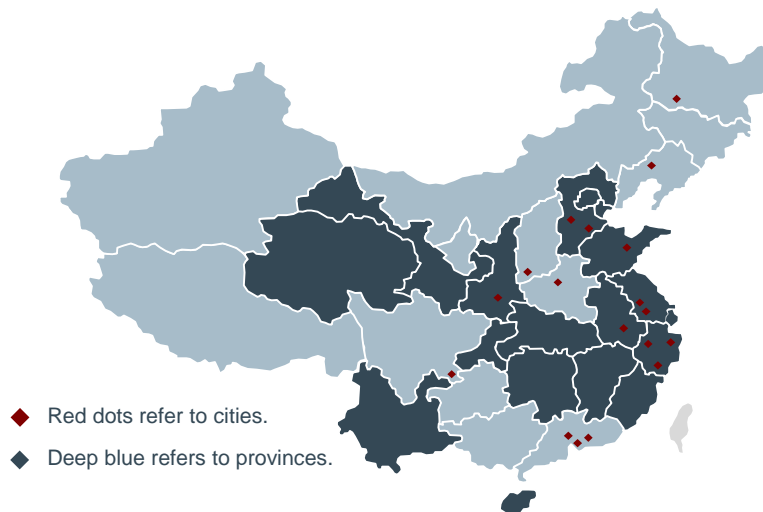 Red dots refer to cities.
Deep blue refers to provinces.